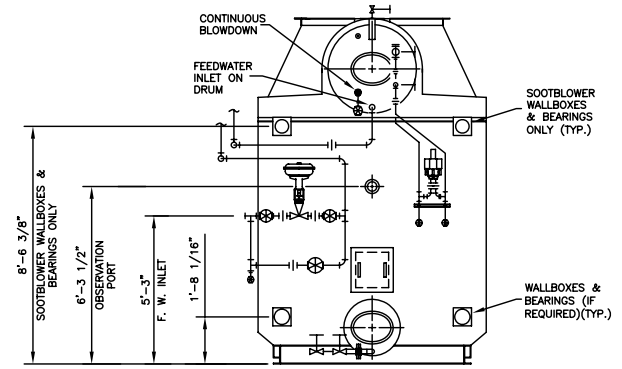 CONTINUOUS
BLOWDOWN
FEEDWATER
INLET ON
DRUM
SOOTBLOWER
WALLBOXES
& BEARINGS
ONLY (TYP.)
8'-6 3/8"
SOOTBLOWER WALLBOXES &
BEARINGS ONLY
6'-3 1/2"
OBSERVATION
PORT
5'-3"
F. W. INLET
1'-8 1/16"
WALLBOXES &
BEARINGS (IF
REQUIRED)(TYP.)